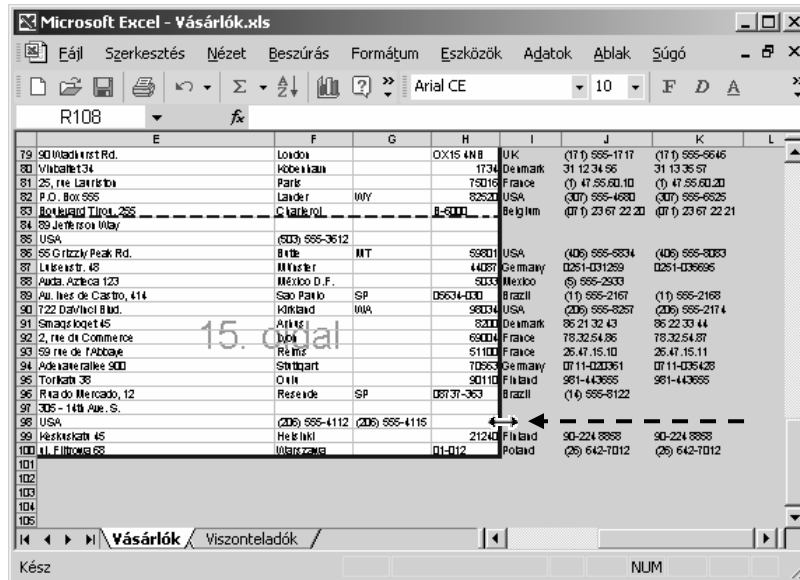 Microsoft Excel - Vásárlók.xls
Fájl Szerkesztés Nézet Beszúrás Formátum Eszközök Adatok Ablak Súgó
Arial CE 10 F D A
R108 fx
E F G H I J K L
79 90 Wadhurst Rd. London OX15 4NB UK (171) 555-1717 (171) 555-5646
80 Vinbæltet 34 København 1734 Denmark 31 12 34 56 31 13 35 57
81 25, rue Lauriston Paris 75016 France (1) 47.55.60.10 (1) 47.55.60.20
82 P.O. Box 555 Lander WY 82520 USA (307) 555-4680 (307) 555-6525
83 Boulevard Tirou, 255 Charleroi B-6000 Belgium (071) 23 67 22 20 (071) 23 67 22 21
84 89 Jefferson Way
85 USA (503) 555-3612
86 55 Grizzly Peak Rd. Butte MT 59801 USA (406) 555-5834 (406) 555-8083
87 Luisenstr. 48 Münster 44087 Germany 0251-031259 0251-035695
88 Avda. Azteca 123 México D.F. 5033 Mexico (5) 555-2933
89 Av. Ines de Castro, 414 Sao Paulo SP 05634-030 Brazil (11) 555-2167 (11) 555-2168
90 722 DaVinci Blvd. Kirkland WA 98034 USA (206) 555-8257 (206) 555-2174
91 Smagsloget 45 Århus 8200 Denmark 86 21 32 43 86 22 33 44
92 2, rue du Commerce Lyon 69004 France 78.32.54.86 78.32.54.87
93 59 rue de l'Abbaye Reims 51100 France 26.47.15.10 26.47.15.11
94 Adenauerallee 900 Stuttgart 70563 Germany 0711-020361 0711-035428
95 Torikatu 38 Oulu 90110 Finland 981-443655 981-443655
96 Rua do Mercado, 12 Resende SP 08737-363 Brazil (14) 555-8122
97 305 - 14th Ave. S.
98 USA (206) 555-4112 (206) 555-4115
99 Keskuskatu 45 Helsinki 21240 Finland 90-224 8858 90-224 8858
100 ul. Filtrowa 68 Warszawa 01-012 Poland (26) 642-7012 (26) 642-7012
101
102
103
104
105
15. oldal
Vásárlók Viszonteladók
Kész NUM